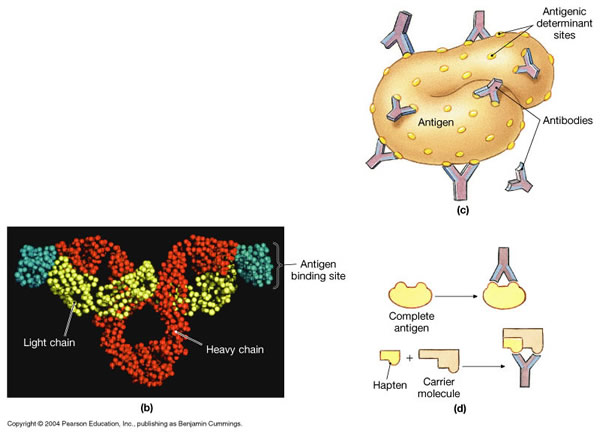 Antigenic
determinant
sites
Antigen
Antibodies
(c)
Antigen
binding site
Light chain
Heavy chain
(b)
Complete
antigen
+
Hapten
Carrier
molecule
(d)
Copyright © 2004 Pearson Education, Inc., publishing as Benjamin Cummings.